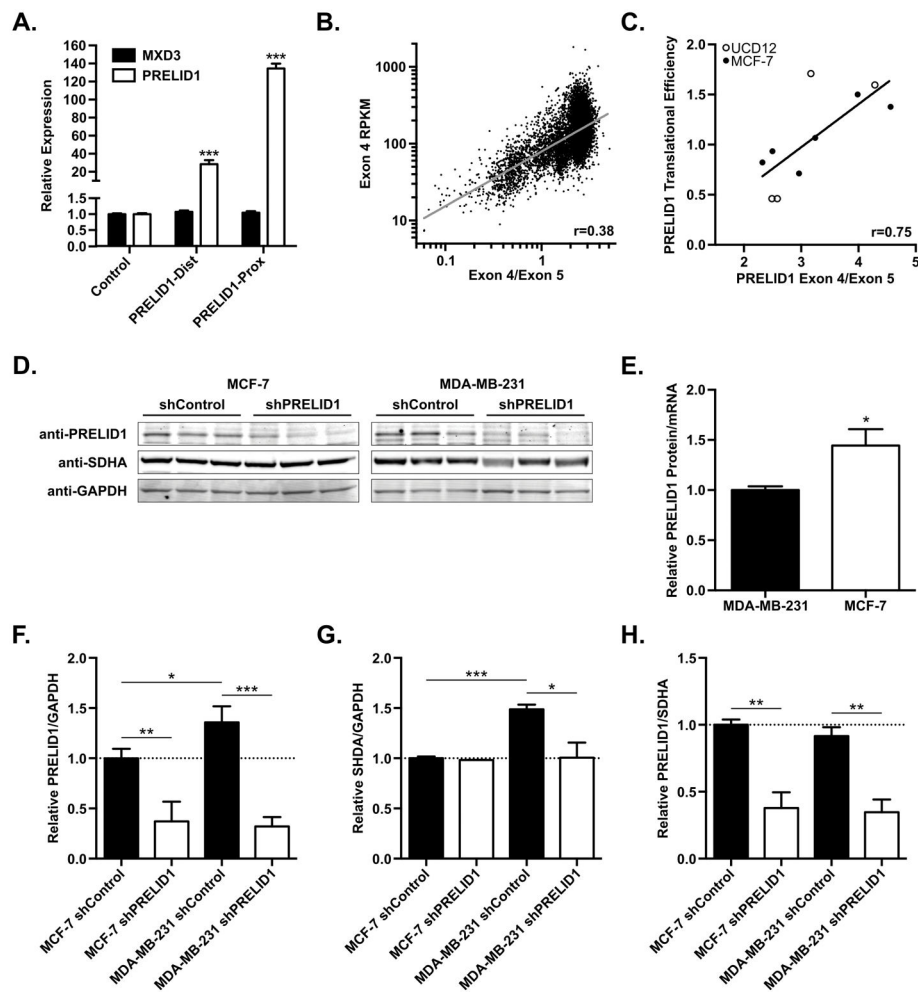 A.
MXD3
PRELID1
Relative Expression
160
140
120
100
80
60
40
20
1.5
1.0
0.5
0.0
***
***
Control
PRELID1-Dist
PRELID1-Prox
B.
Exon 4 RPKM
1000
100
10
0.1
1
10
r=0.38
Exon 4/Exon 5
C.
PRELID1 Translational Efficiency
UCD12
MCF-7
2.0
1.5
1.0
0.5
0.0
r=0.75
2
3
4
5
PRELID1 Exon 4/Exon 5
D.
MCF-7
MDA-MB-231
shControl
shPRELID1
shControl
shPRELID1
anti-PRELID1
anti-SDHA
anti-GAPDH
E.
Relative PRELID1 Protein/mRNA
2.0
1.5
1.0
0.5
0.0
*
MDA-MB-231
MCF-7
F.
Relative PRELID1/GAPDH
2.0
1.5
1.0
0.5
0.0
*
***
**
MCF-7 shControl
MCF-7 shPRELID1
MDA-MB-231 shControl
MDA-MB-231 shPRELID1
G.
Relative SHDA/GAPDH
2.0
1.5
1.0
0.5
0.0
***
*
MCF-7 shControl
MCF-7 shPRELID1
MDA-MB-231 shControl
MDA-MB-231 shPRELID1
H.
Relative PRELID1/SDHA
1.5
1.0
0.5
0.0
**
**
MCF-7 shControl
MCF-7 shPRELID1
MDA-MB-231 shControl
MDA-MB-231 shPRELID1